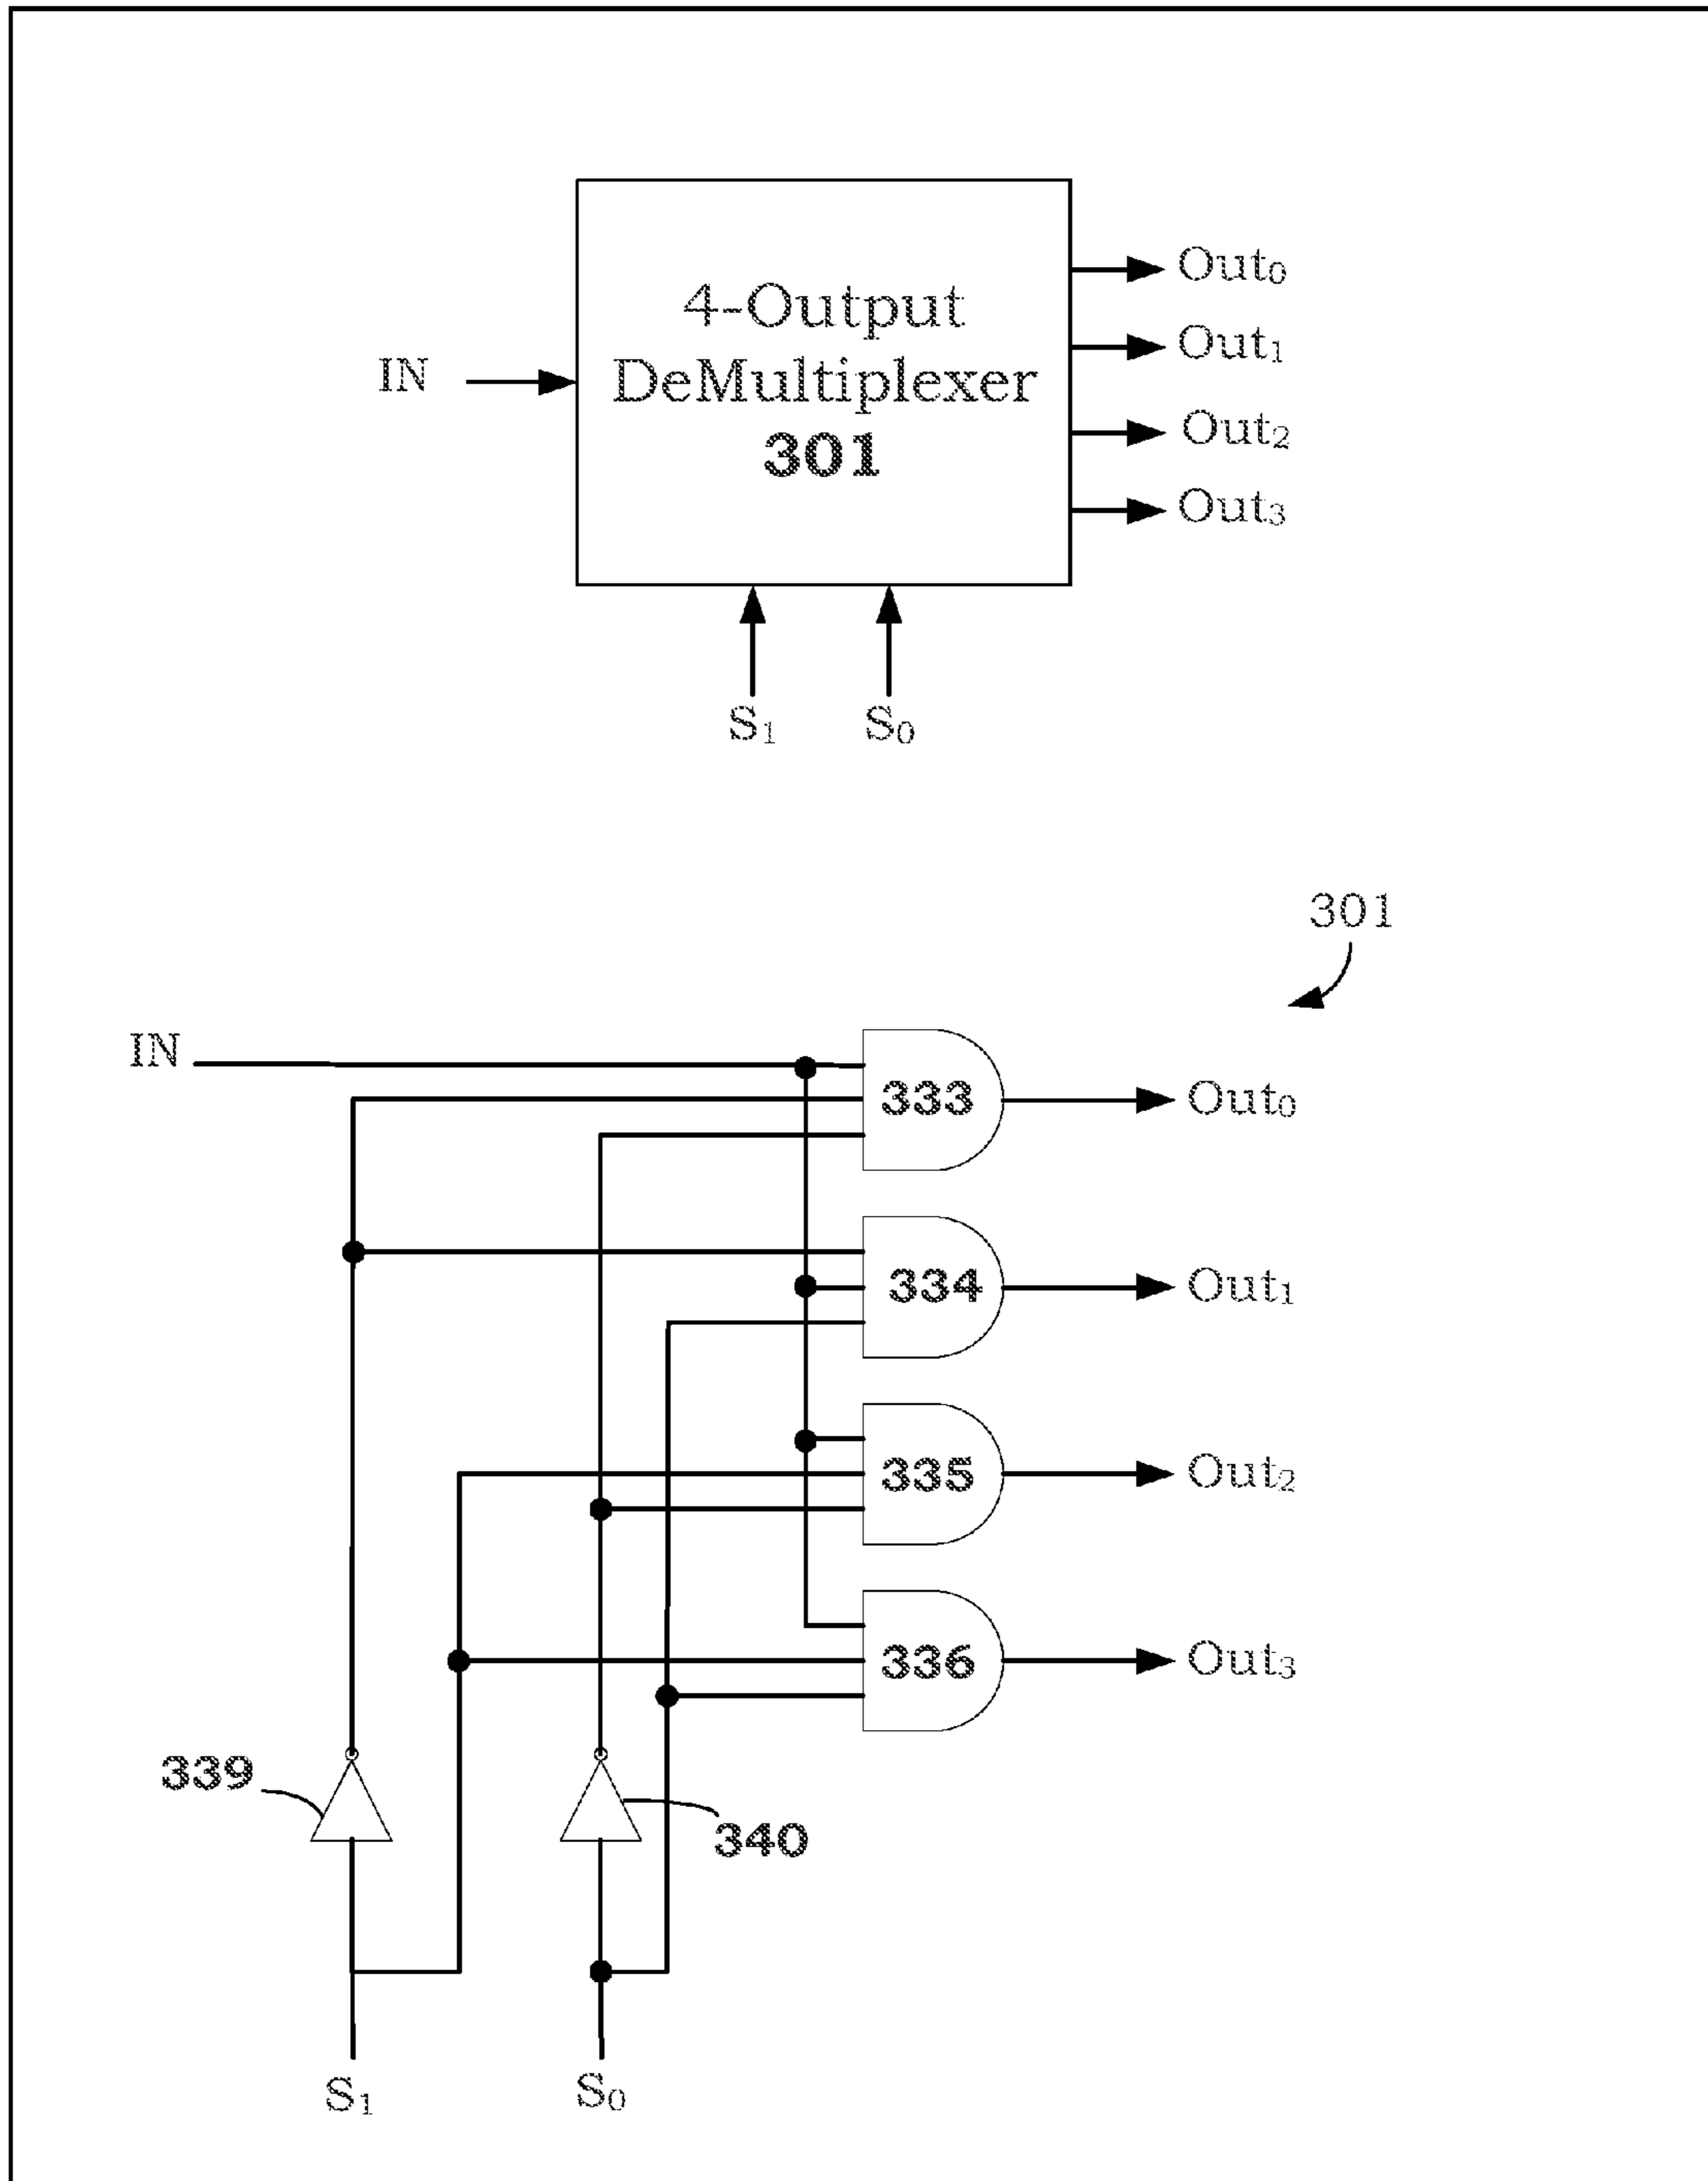 4-Output
DeMultiplexer
301
IN
Out₀
Out₁
Out₂
Out₃
S₁
S₀
301
IN
333
Out₀
334
Out₁
335
Out₂
336
Out₃
339
340
S₁
S₀